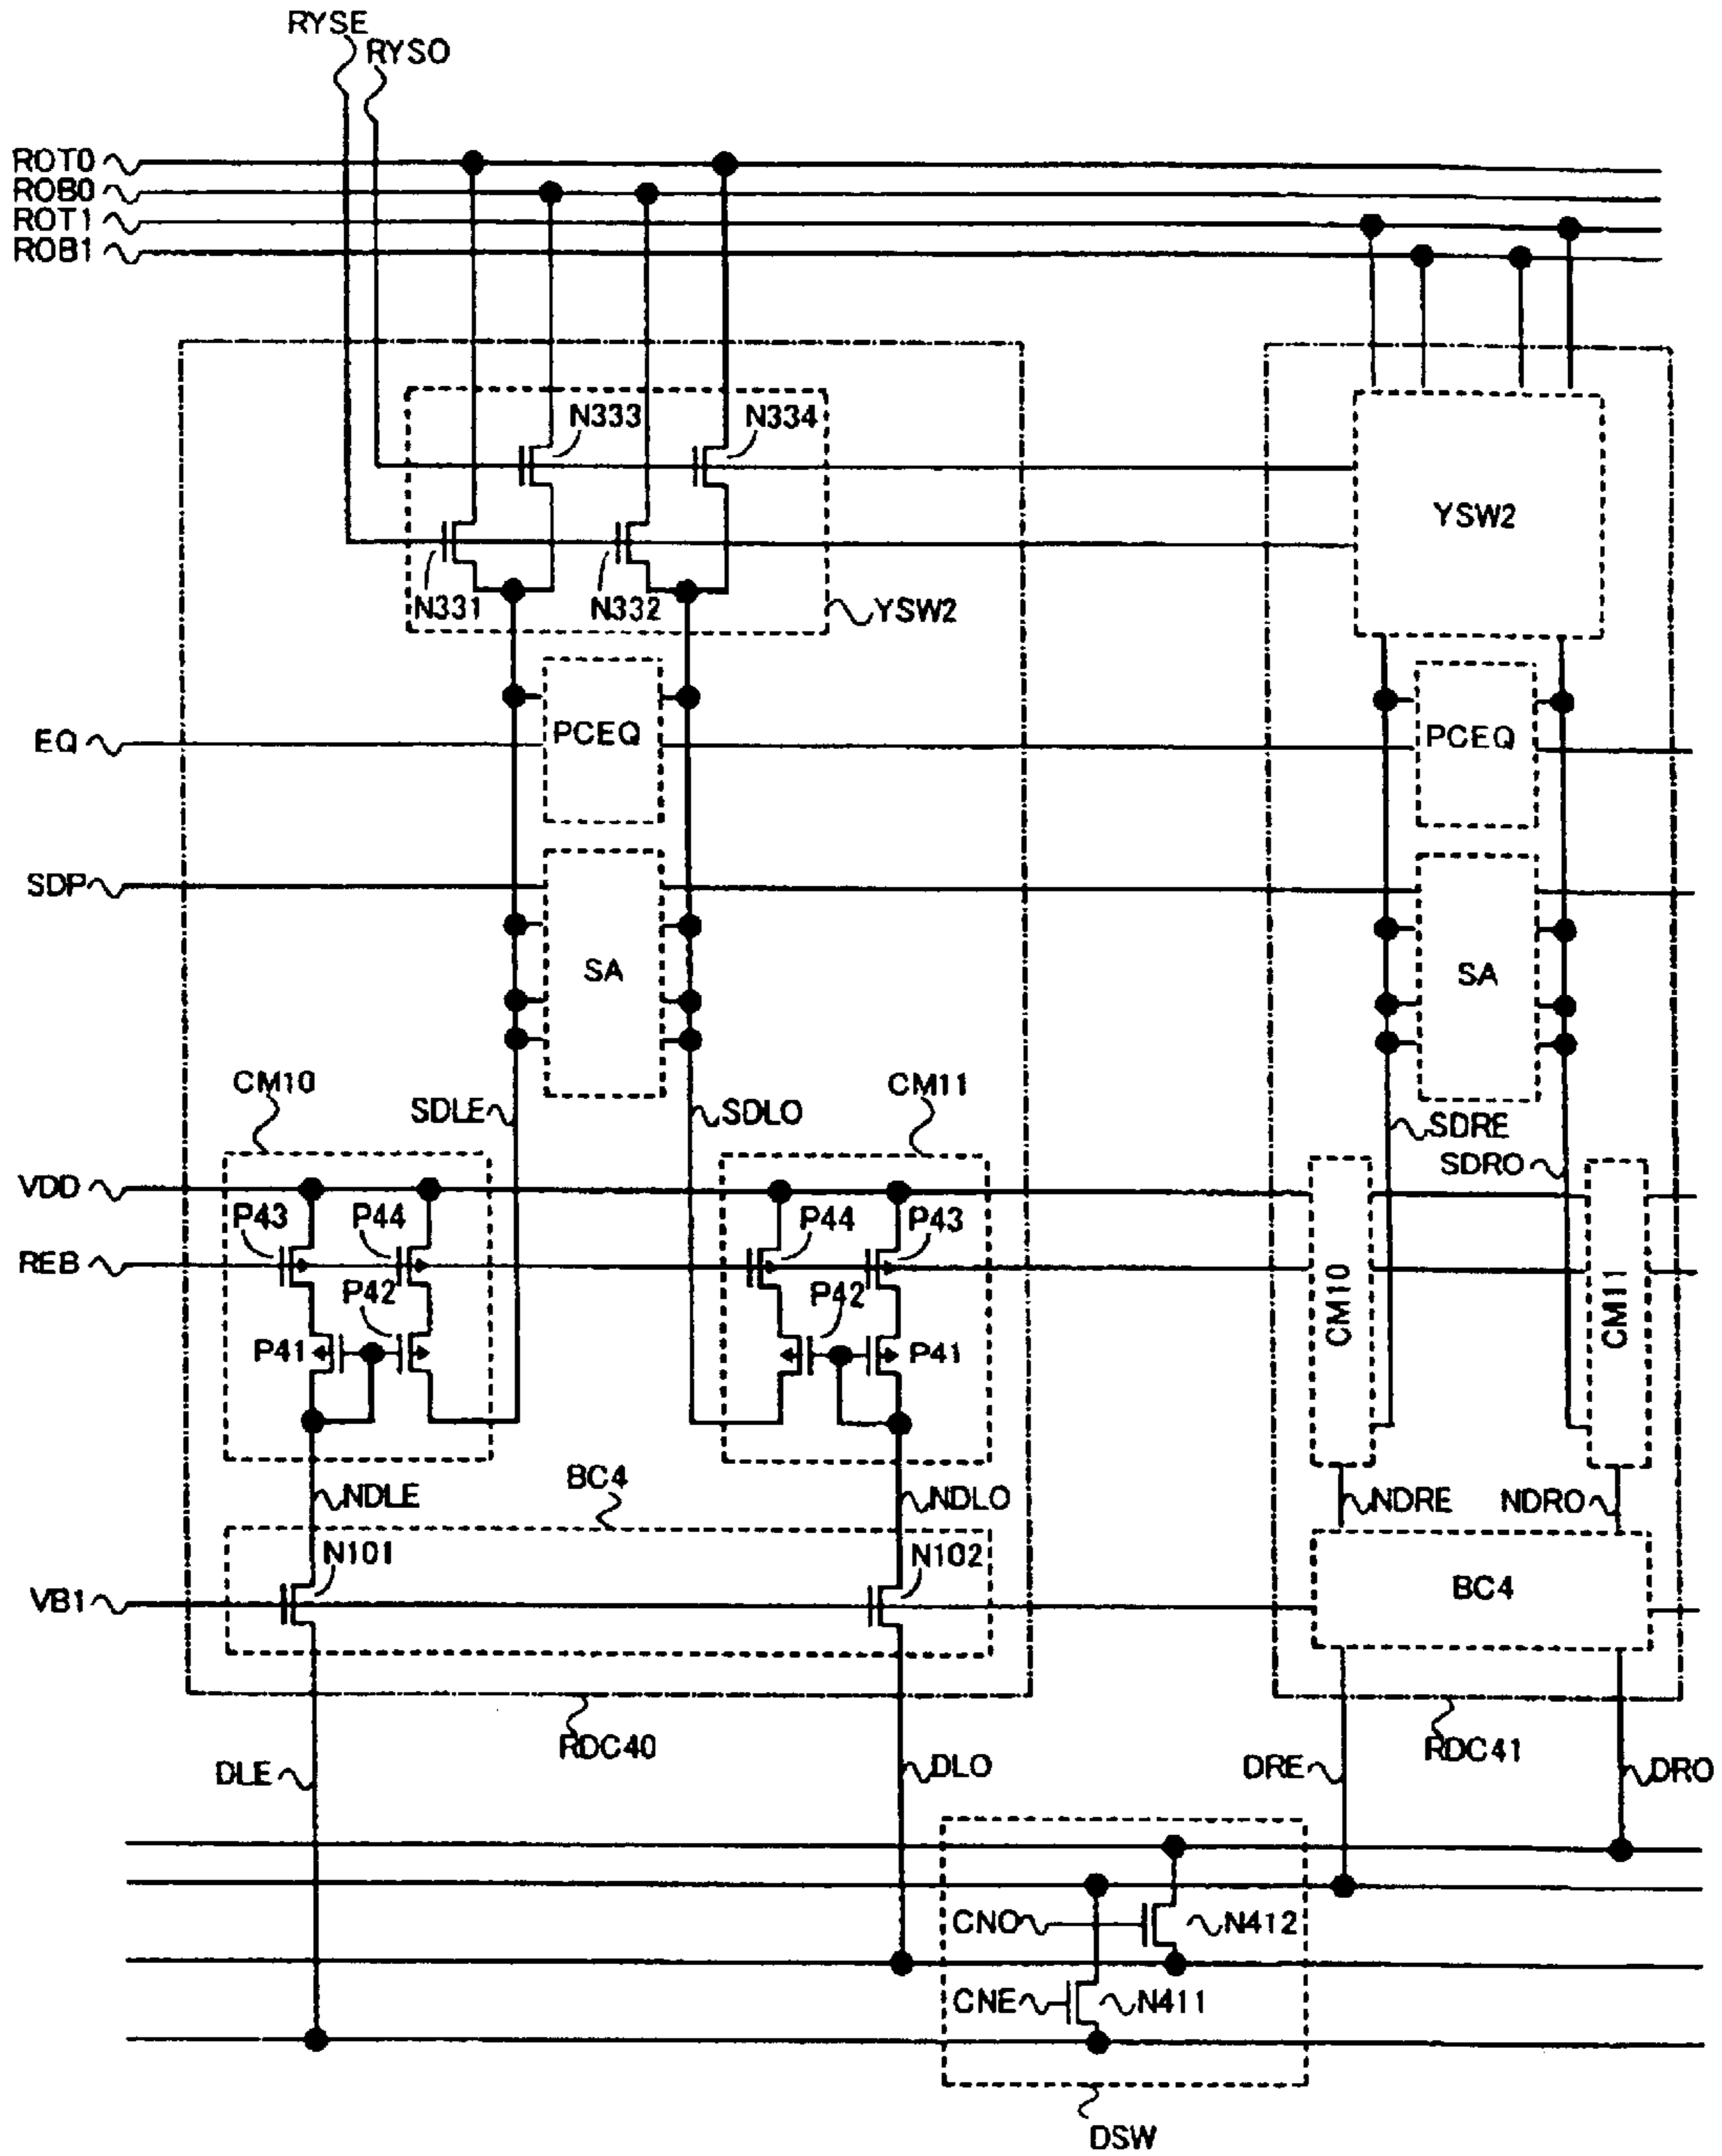 RYSE
RYSO
ROT0
ROB0
ROT1
ROB1
N333
N334
YSW2
N331
N332
YSW2
PCEQ
PCEQ
EQ
SDP
SA
SA
CM10
CM11
SDLE
SDLO
SDRE
SDRO
VDD
P43
P44
P44
P43
REB
P42
P42
CM10
CM11
P41
P41
BC4
NDLE
NDLO
NDRE
NDRO
N101
N102
VB1
BC4
RDC40
RDC41
DLE
DLO
DRE
DRO
CNO
N412
CNE
N411
DSW